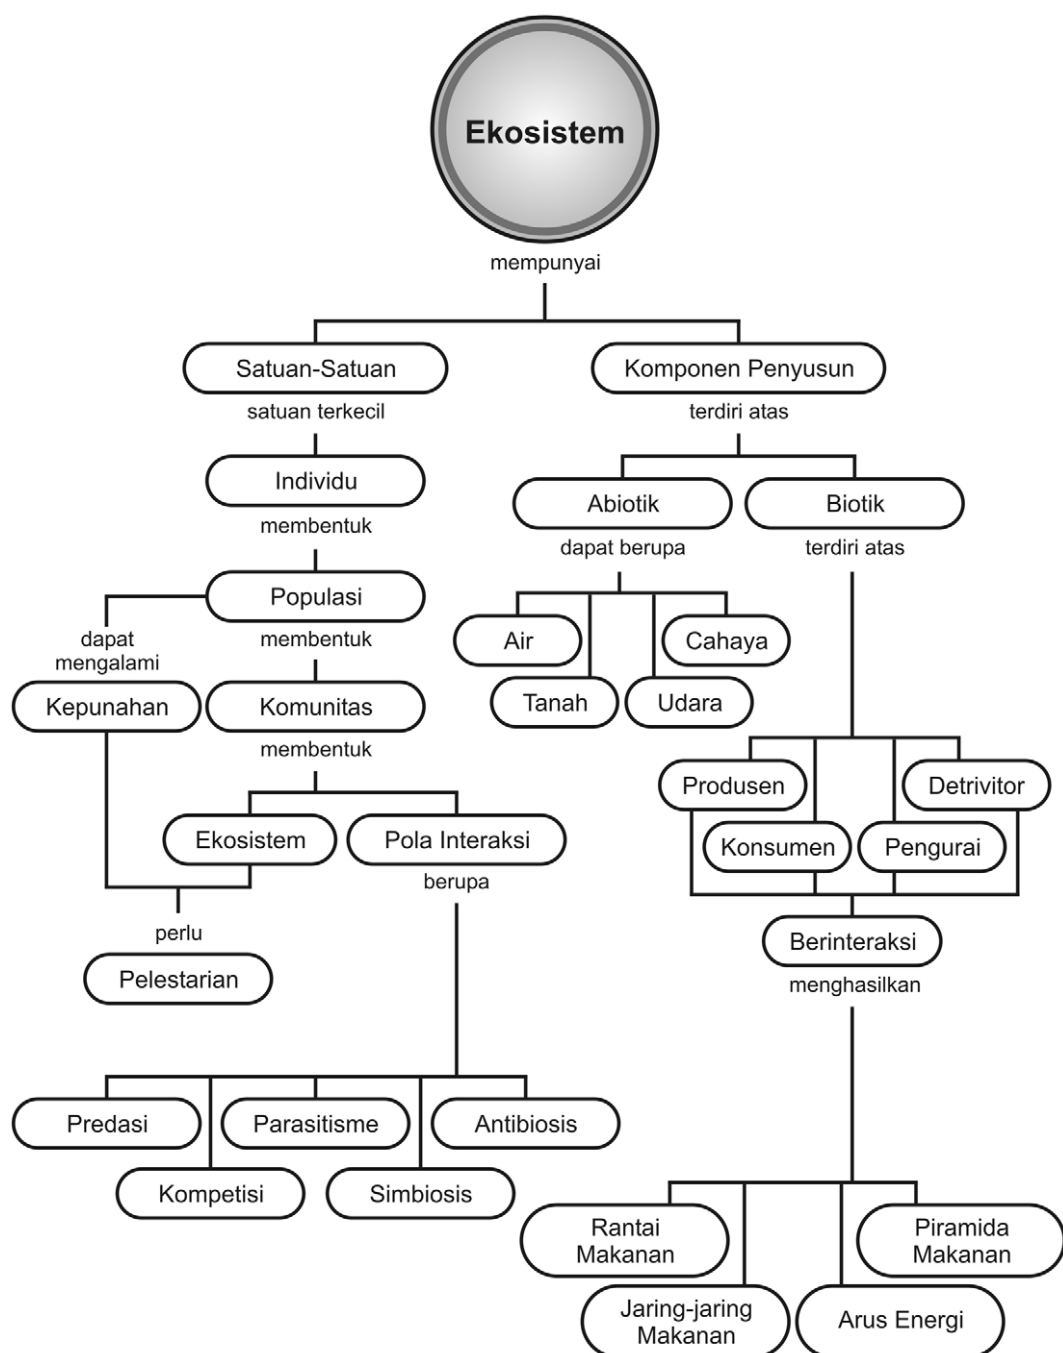 Ekosistem
mempunyai
Satuan-Satuan
Komponen Penyusun
satuan terkecil
terdiri atas
Individu
Abiotik
Biotik
membentuk
dapat berupa
terdiri atas
Populasi
dapat
mengalami
membentuk
Air
Cahaya
Tanah
Udara
Kepunahan
Komunitas
membentuk
Produsen
Detrivitor
Konsumen
Pengurai
Ekosistem
Pola Interaksi
berupa
perlu
Pelestarian
Berinteraksi
menghasilkan
Predasi
Parasitisme
Antibiosis
Kompetisi
Simbiosis
Rantai
Makanan
Piramida
Makanan
Jaring-jaring
Makanan
Arus Energi